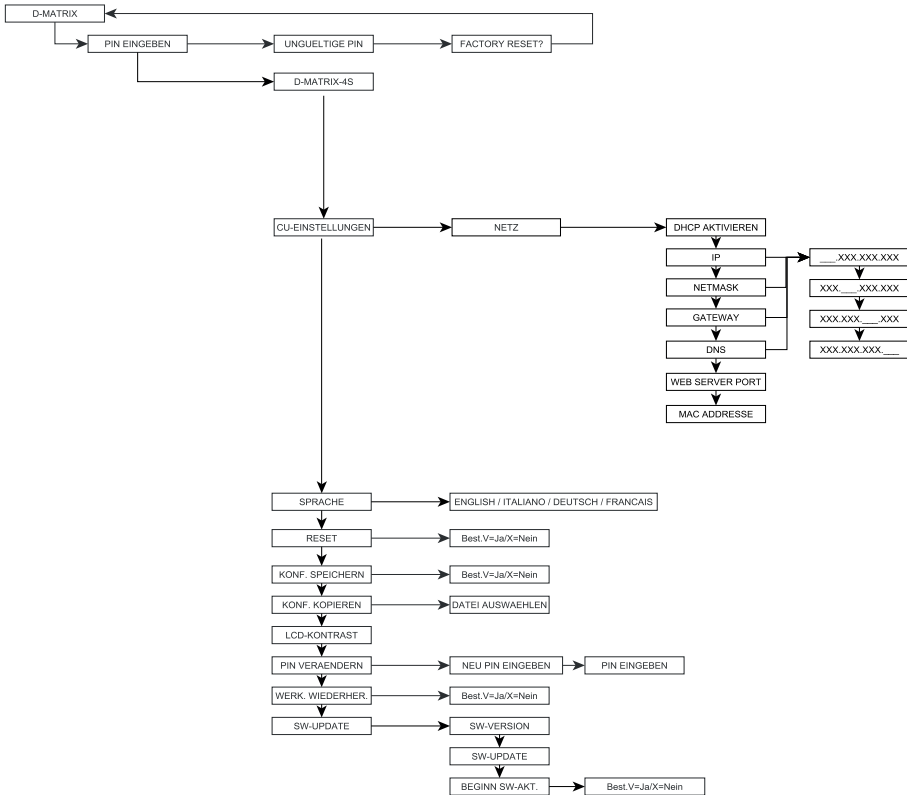 D-MATRIX
PIN EINGEBEN
UNGUELTIGE PIN
FACTORY RESET?
D-MATRIX-4S
CU-EINSTELLUNGEN
NETZ
DHCP AKTIVIEREN
IP
___.XXX.XXX.XXX
NETMASK
XXX.___.XXX.XXX
GATEWAY
XXX.XXX.___.XXX
DNS
XXX.XXX.XXX.___
WEB SERVER PORT
MAC ADDRESSE
SPRACHE
ENGLISH / ITALIANO / DEUTSCH / FRANCAIS
RESET
Best.V=Ja/X=Nein
KONF. SPEICHERN
Best.V=Ja/X=Nein
KONF. KOPIEREN
DATEI AUSWAEHLEN
LCD-KONTRAST
PIN VERAENDERN
NEU PIN EINGEBEN
PIN EINGEBEN
WERK. WIEDERHER.
Best.V=Ja/X=Nein
SW-UPDATE
SW-VERSION
SW-UPDATE
BEGINN SW-AKT.
Best.V=Ja/X=Nein